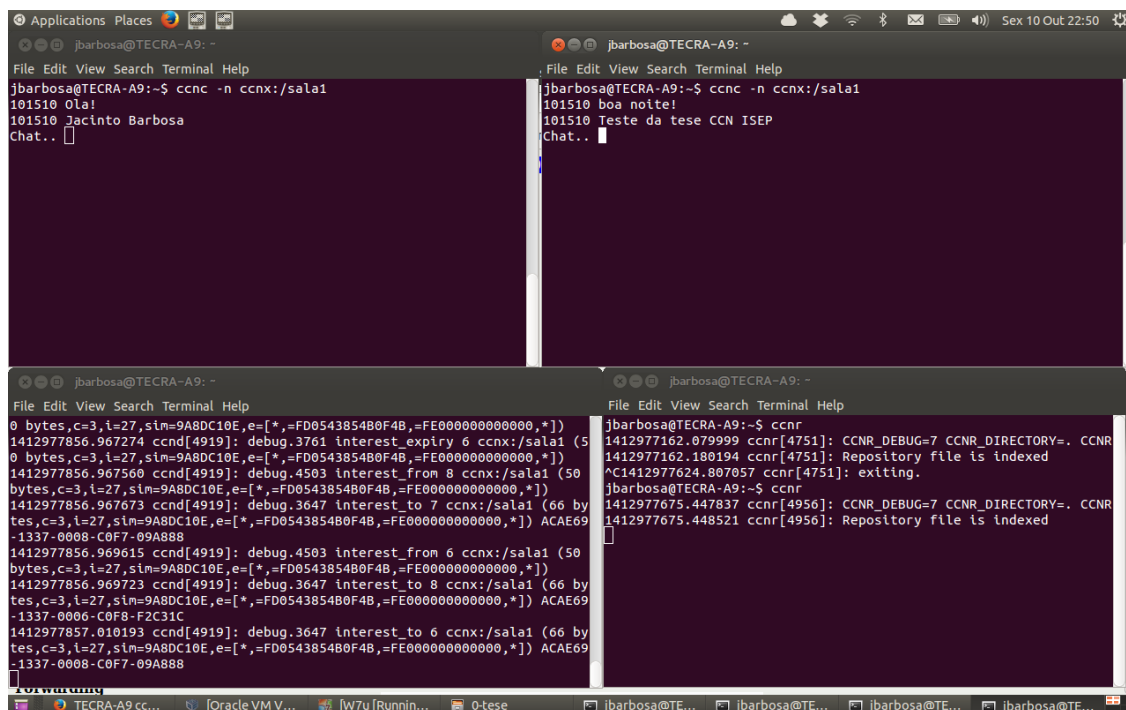 Applications Places Sex 10 Out 22:50
jbarbosa@TECRA-A9: ~
File Edit View Search Terminal Help
jbarbosa@TECRA-A9:~$ ccnc -n ccnx:/sala1
101510 Ola!
101510 Jacinto Barbosa
Chat..
jbarbosa@TECRA-A9: ~
File Edit View Search Terminal Help
jbarbosa@TECRA-A9:~$ ccnc -n ccnx:/sala1
101510 boa noite!
101510 Teste da tese CCN ISEP
Chat..
jbarbosa@TECRA-A9: ~
File Edit View Search Terminal Help
0 bytes,c=3,i=27,sim=9A8DC10E,e=[*,=FD0543854B0F4B,=FE000000000000,*])
1412977856.967274 ccnd[4919]: debug.3761 interest_expiry 6 ccnx:/sala1 (5
0 bytes,c=3,i=27,sim=9A8DC10E,e=[*,=FD0543854B0F4B,=FE000000000000,*])
1412977856.967560 ccnd[4919]: debug.4503 interest_from 8 ccnx:/sala1 (50
bytes,c=3,i=27,sim=9A8DC10E,e=[*,=FD0543854B0F4B,=FE000000000000,*])
1412977856.967673 ccnd[4919]: debug.3647 interest_to 7 ccnx:/sala1 (66 by
tes,c=3,i=27,sim=9A8DC10E,e=[*,=FD0543854B0F4B,=FE000000000000,*]) ACAE69
-1337-0008-C0F7-09A888
1412977856.969615 ccnd[4919]: debug.4503 interest_from 6 ccnx:/sala1 (50
bytes,c=3,i=27,sim=9A8DC10E,e=[*,=FD0543854B0F4B,=FE000000000000,*])
1412977856.969723 ccnd[4919]: debug.3647 interest_to 8 ccnx:/sala1 (66 by
tes,c=3,i=27,sim=9A8DC10E,e=[*,=FD0543854B0F4B,=FE000000000000,*]) ACAE69
-1337-0006-C0F8-F2C31C
1412977857.010193 ccnd[4919]: debug.3647 interest_to 6 ccnx:/sala1 (66 by
tes,c=3,i=27,sim=9A8DC10E,e=[*,=FD0543854B0F4B,=FE000000000000,*]) ACAE69
-1337-0008-C0F7-09A888
jbarbosa@TECRA-A9: ~
File Edit View Search Terminal Help
jbarbosa@TECRA-A9:~$ ccnr
1412977162.079999 ccnr[4751]: CCNR_DEBUG=7 CCNR_DIRECTORY=. CCNR
1412977162.180194 ccnr[4751]: Repository file is indexed
^C1412977624.807057 ccnr[4751]: exiting.
jbarbosa@TECRA-A9:~$ ccnr
1412977675.447837 ccnr[4956]: CCNR_DEBUG=7 CCNR_DIRECTORY=. CCNR
1412977675.448521 ccnr[4956]: Repository file is indexed
Forwarding
TECRA-A9 cc... [Oracle VM V... [W7u [Runnin... 0-tese jbarbosa@TE... jbarbosa@TE... jbarbosa@TE... jbarbosa@TE...